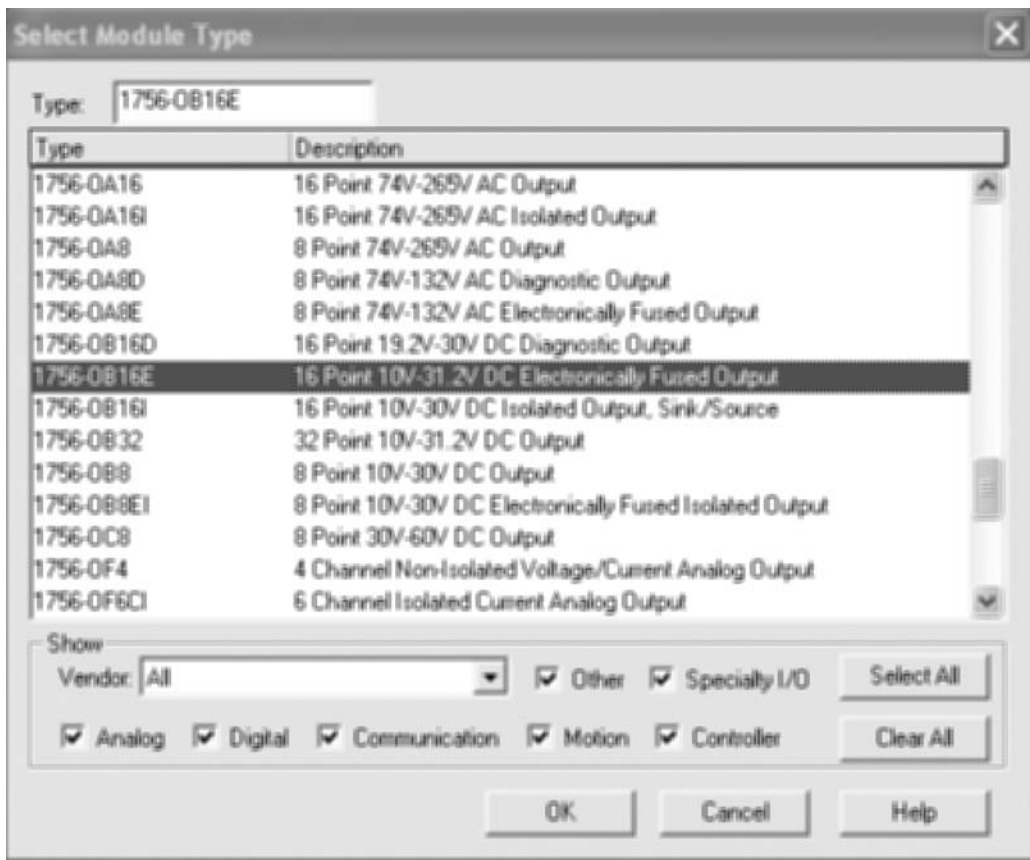 Select Module Type
Type: 1756-OB16E
Type Description
1756-OA16 16 Point 74V-265V AC Output
1756-OA16I 16 Point 74V-265V AC Isolated Output
1756-OA8 8 Point 74V-265V AC Output
1756-OA8D 8 Point 74V-132V AC Diagnostic Output
1756-OA8E 8 Point 74V-132V AC Electronically Fused Output
1756-OB16D 16 Point 19.2V-30V DC Diagnostic Output
1756-OB16E 16 Point 10V-31.2V DC Electronically Fused Output
1756-OB16I 16 Point 10V-30V DC Isolated Output, Sink/Source
1756-OB32 32 Point 10V-31.2V DC Output
1756-OB8 8 Point 10V-30V DC Output
1756-OB8EI 8 Point 10V-30V DC Electronically Fused Isolated Output
1756-OC8 8 Point 30V-60V DC Output
1756-OF4 4 Channel Non-Isolated Voltage/Current Analog Output
1756-OF6CI 6 Channel Isolated Current Analog Output
Show
Vendor: All Other Specialty I/O Select All
Analog Digital Communication Motion Controller Clear All
OK Cancel Help